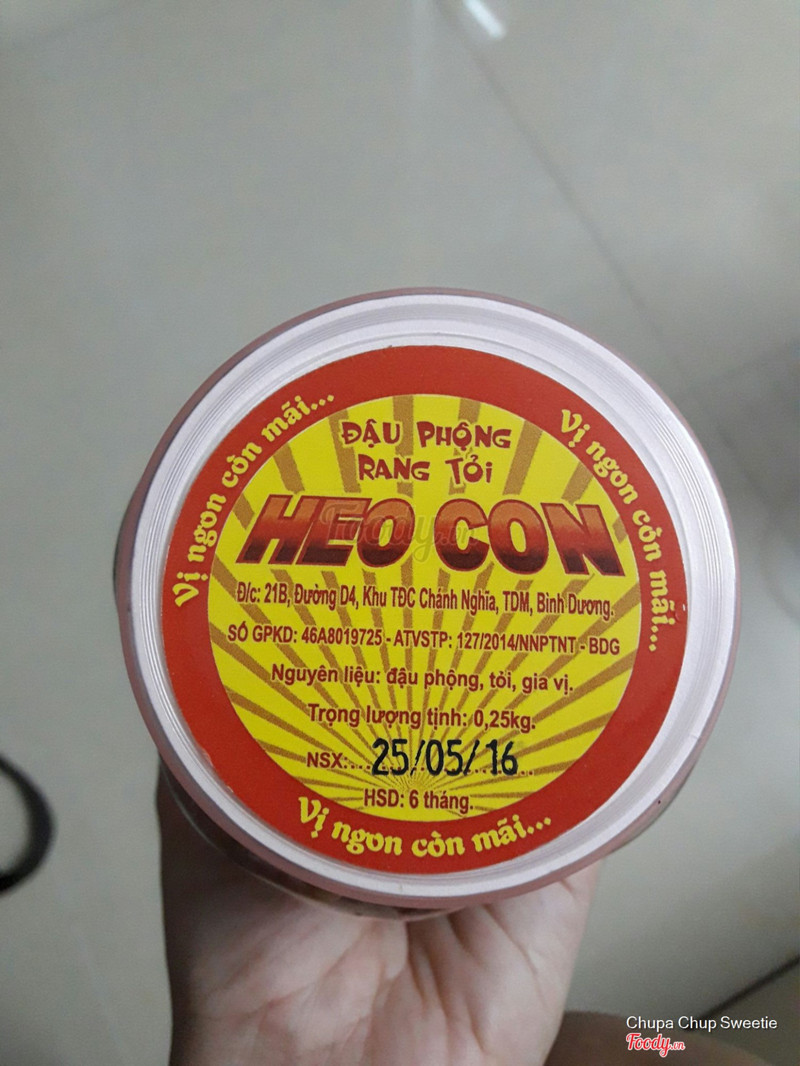 Vị ngon còn mãi...
Vị ngon còn mãi...
ĐẬU PHỘNG
RANG TỎI
HEO CON
Đ/c: 21B, Đường D4, Khu TĐC Chánh Nghĩa, TDM, Bình Dương.
SỐ GPKD: 46A8019725 - ATVSTP: 127/2014/NNPTNT - BDG
Nguyên liệu: đậu phộng, tỏi, gia vị.
Trọng lượng tịnh: 0,25kg.
NSX:... 25/05/16
HSD: 6 tháng.
Vị ngon còn mãi...
Foody.vn
Chupa Chup Sweetie
Foody.vn